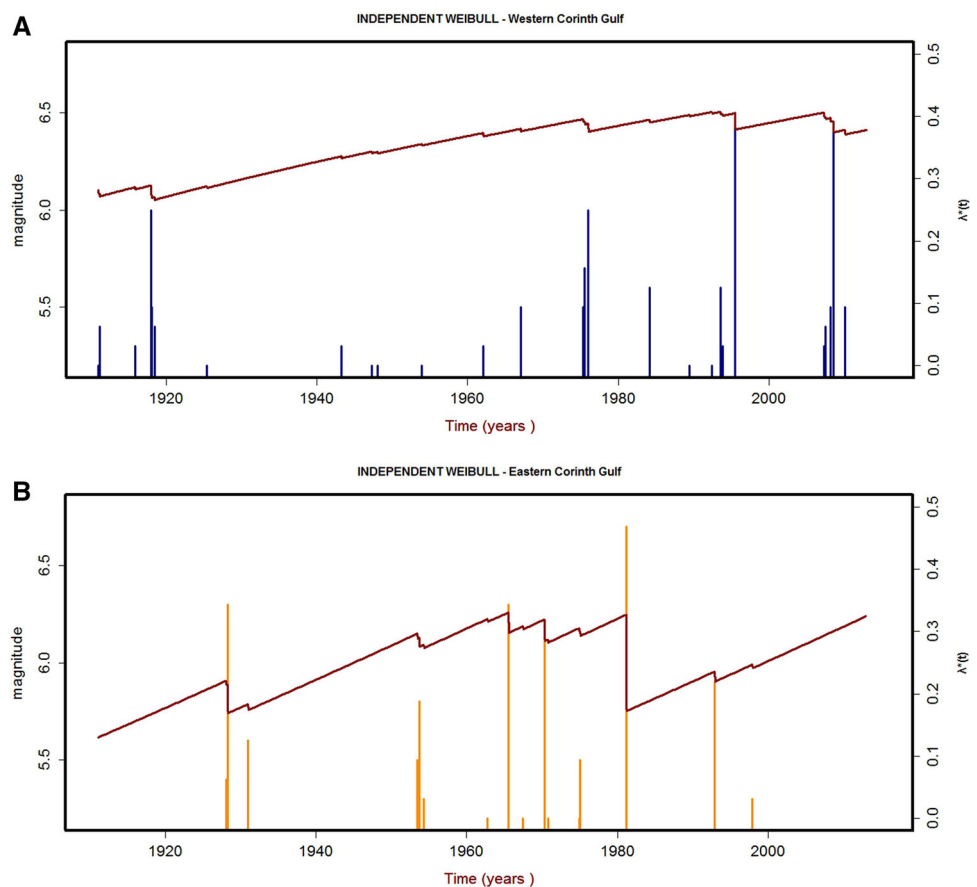 A
INDEPENDENT WEIBULL - Western Corinth Gulf
magnitude
6.5
6.0
5.5
0.5
0.4
0.3
0.2
0.1
0.0
λ*(t)
1920 1940 1960 1980 2000
Time (years )
B
INDEPENDENT WEIBULL - Eastern Corinth Gulf
magnitude
6.5
6.0
5.5
0.5
0.4
0.3
0.2
0.1
0.0
λ*(t)
1920 1940 1960 1980 2000
Time (years )